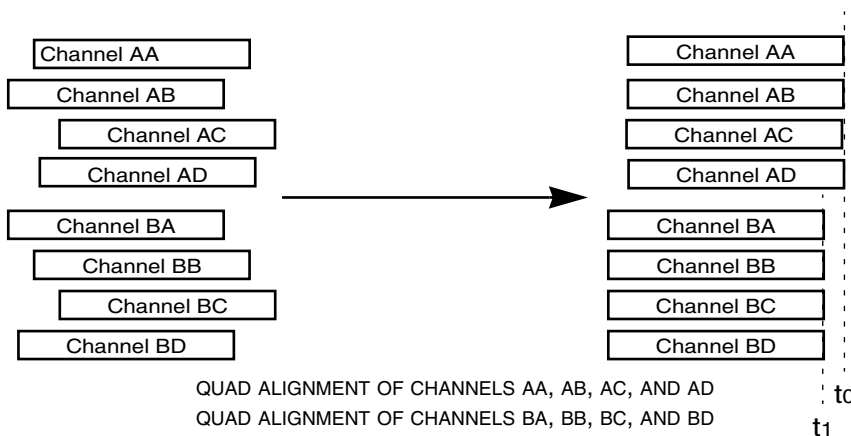 Channel AA
Channel AB
Channel AC
Channel AD
Channel BA
Channel BB
Channel BC
Channel BD
Channel AA
Channel AB
Channel AC
Channel AD
Channel BA
Channel BB
Channel BC
Channel BD
QUAD ALIGNMENT OF CHANNELS AA, AB, AC, AND AD
QUAD ALIGNMENT OF CHANNELS BA, BB, BC, AND BD
t0
t1